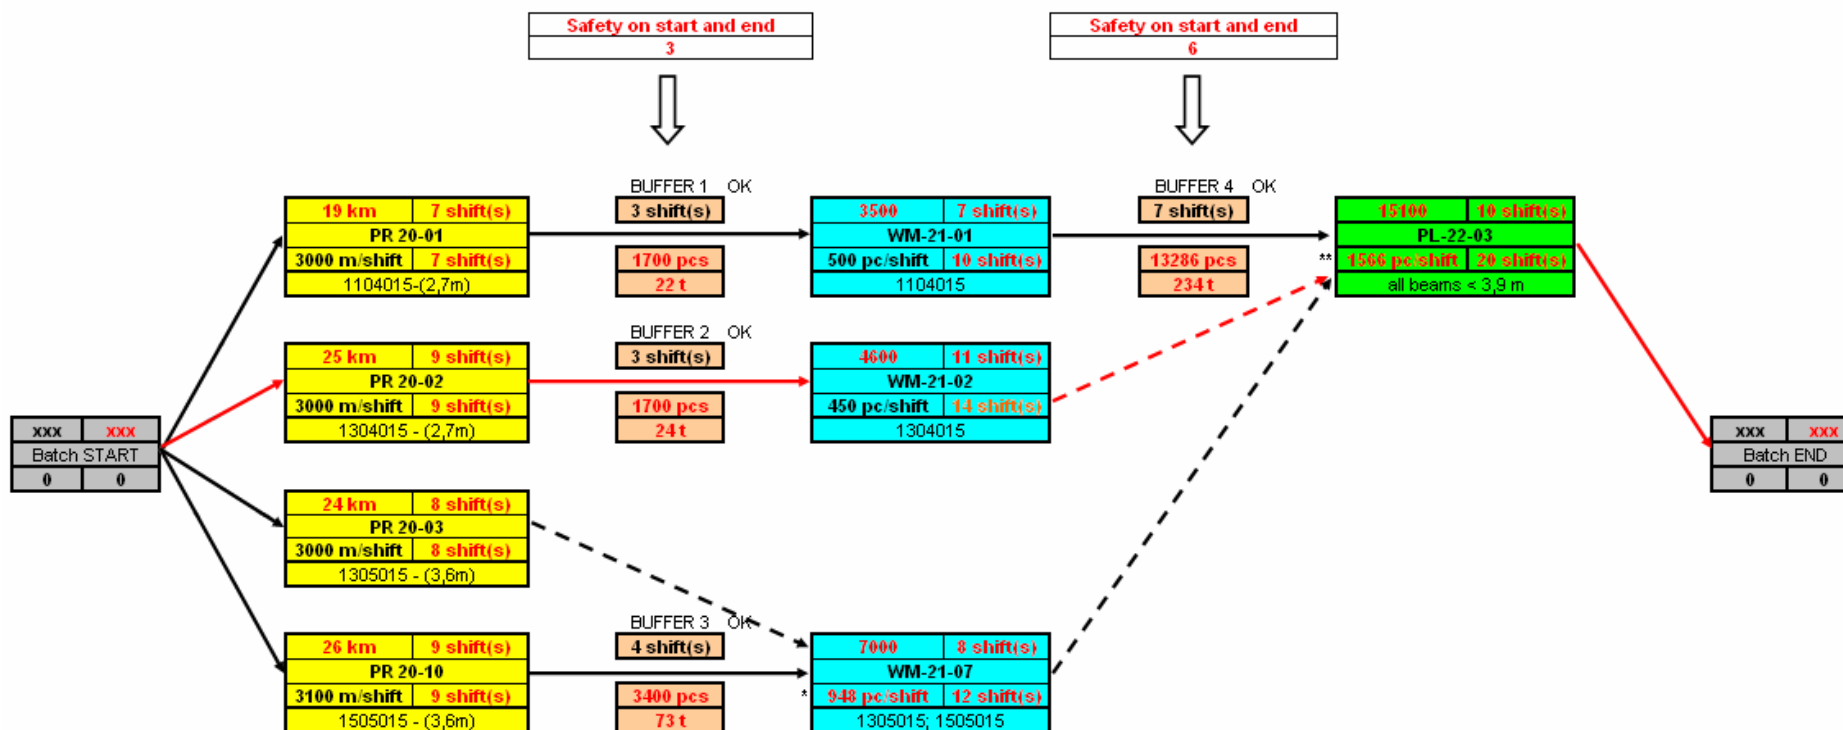 Safety on start and end
3
Safety on start and end
6
BUFFER 1 OK
BUFFER 4 OK
19 km 7 shift(s)
PR 20-01
3000 m/shift 7 shift(s)
1104015-(2,7m)
3 shift(s)
1700 pcs
22 t
3500 7 shift(s)
WM-21-01
500 pc/shift 10 shift(s)
1104015
7 shift(s)
13286 pcs
234 t
15100 10 shift(s)
PL-22-03
** 1566 pc/shift 20 shift(s)
all beams < 3,9 m
BUFFER 2 OK
25 km 9 shift(s)
PR 20-02
3000 m/shift 9 shift(s)
1304015 - (2,7m)
3 shift(s)
1700 pcs
24 t
4600 11 shift(s)
WM-21-02
450 pc/shift 14 shift(s)
1304015
xxx xxx
Batch START
0 0
xxx xxx
Batch END
0 0
24 km 8 shift(s)
PR 20-03
3000 m/shift 8 shift(s)
1305015 - (3,6m)
BUFFER 3 OK
26 km 9 shift(s)
PR 20-10
3100 m/shift 9 shift(s)
1505015 - (3,6m)
4 shift(s)
3400 pcs
73 t
7000 8 shift(s)
WM-21-07
* 948 pc/shift 12 shift(s)
1305015; 1505015